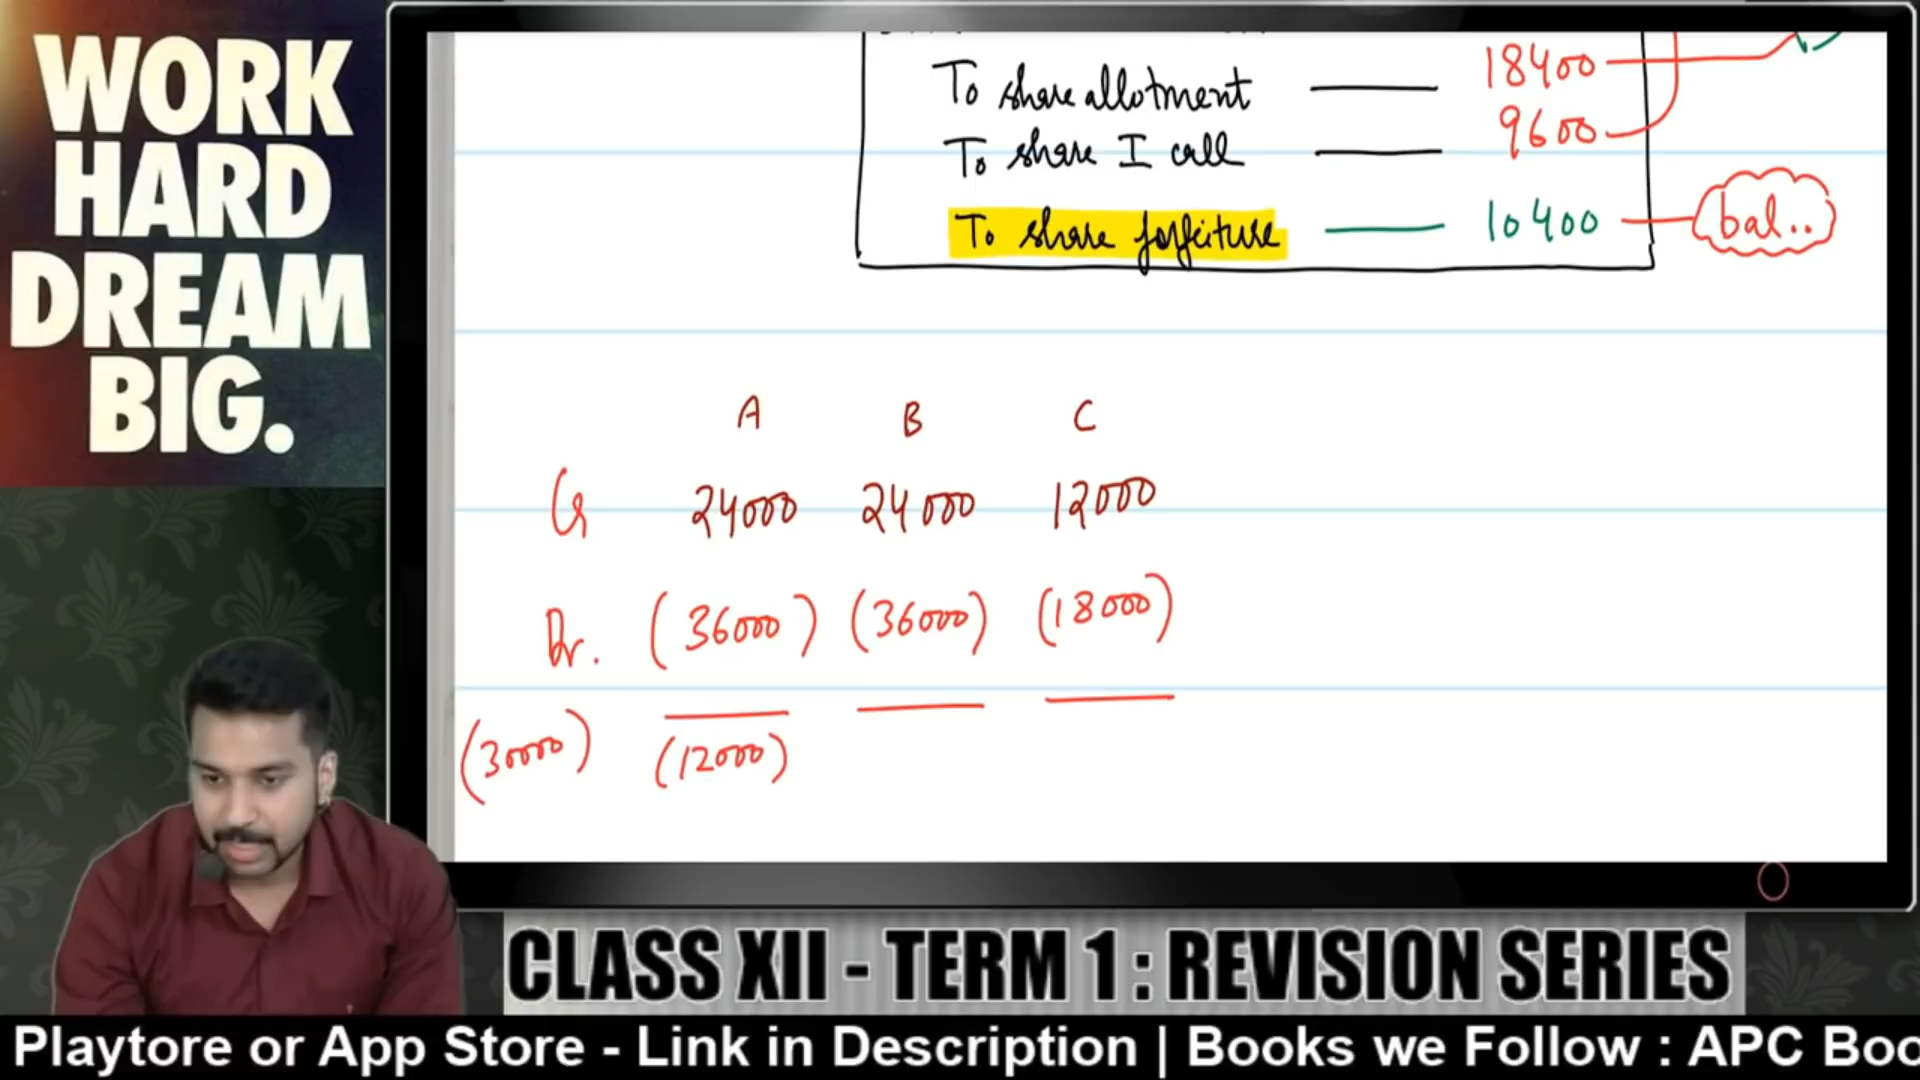 WORK
HARD
DREAM
BIG.
To share allotment 18400
To share I call 9600
To share forfeiture 10400 bal..
A B C
Cr 24000 24000 12000
Dr. (36000) (36000) (18000)
(30000) (12000)
CLASS XII - TERM 1 : REVISION SERIES
Playtore or App Store - Link in Description | Books we Follow : APC Boo